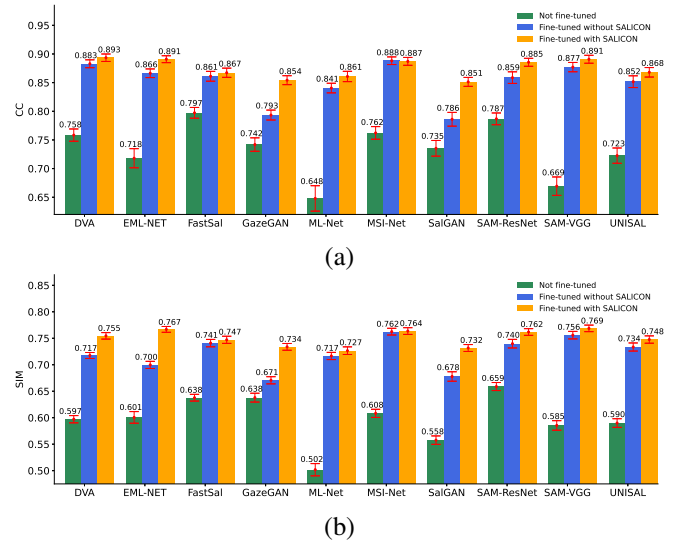 0.95
0.90
0.85
0.80
0.75
0.70
0.65
CC
Not fine-tuned
Fine-tuned without SALICON
Fine-tuned with SALICON
0.758 0.883 0.893
0.718 0.866 0.891
0.797 0.861 0.867
0.742 0.793 0.854
0.648 0.841 0.861
0.762 0.888 0.887
0.735 0.786 0.851
0.787 0.859 0.885
0.669 0.877 0.891
0.723 0.852 0.868
DVA EML-NET FastSal GazeGAN ML-Net MSI-Net SalGAN SAM-ResNet SAM-VGG UNISAL
(a)
0.85
0.80
0.75
0.70
0.65
0.60
0.55
0.50
SIM
Not fine-tuned
Fine-tuned without SALICON
Fine-tuned with SALICON
0.597 0.717 0.755
0.601 0.700 0.767
0.638 0.741 0.747
0.638 0.671 0.734
0.502 0.717 0.727
0.608 0.762 0.764
0.558 0.678 0.732
0.659 0.740 0.762
0.585 0.756 0.769
0.590 0.734 0.748
DVA EML-NET FastSal GazeGAN ML-Net MSI-Net SalGAN SAM-ResNet SAM-VGG UNISAL
(b)